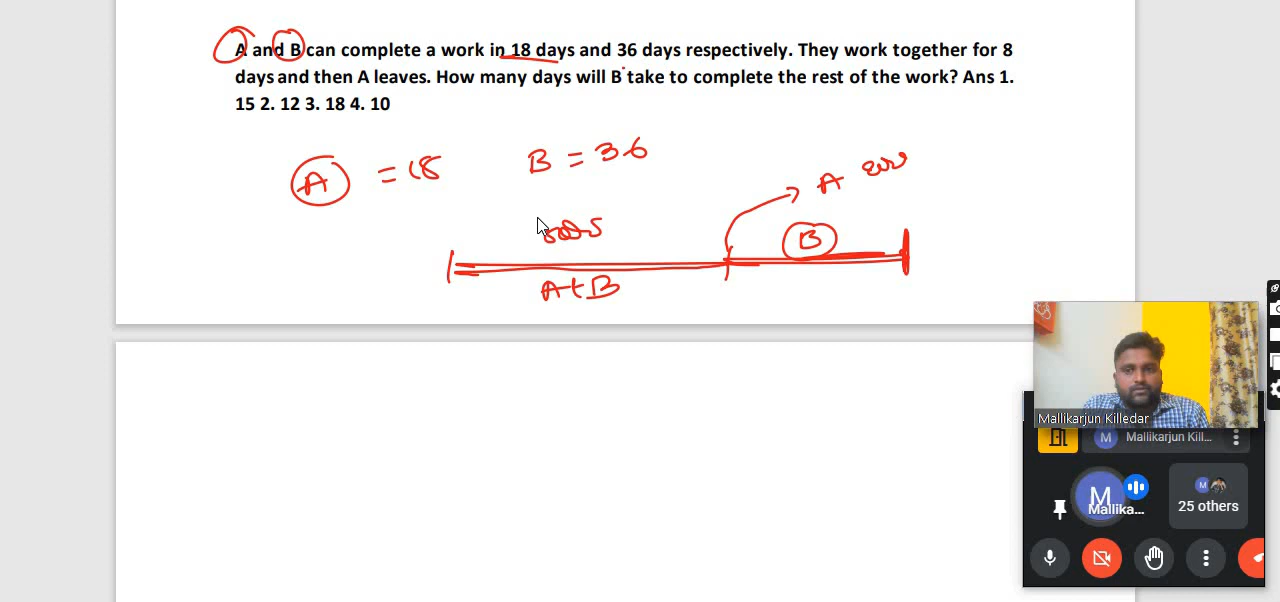 A and B can complete a work in 18 days and 36 days respectively. They work together for 8
days and then A leaves. How many days will B take to complete the rest of the work? Ans 1.
15 2. 12 3. 18 4. 10
A = 18 B = 36
A
B
A+B
Mallikarjun Killedar
M Mallikarjun Kill...
M
M
Mallika...
25 others